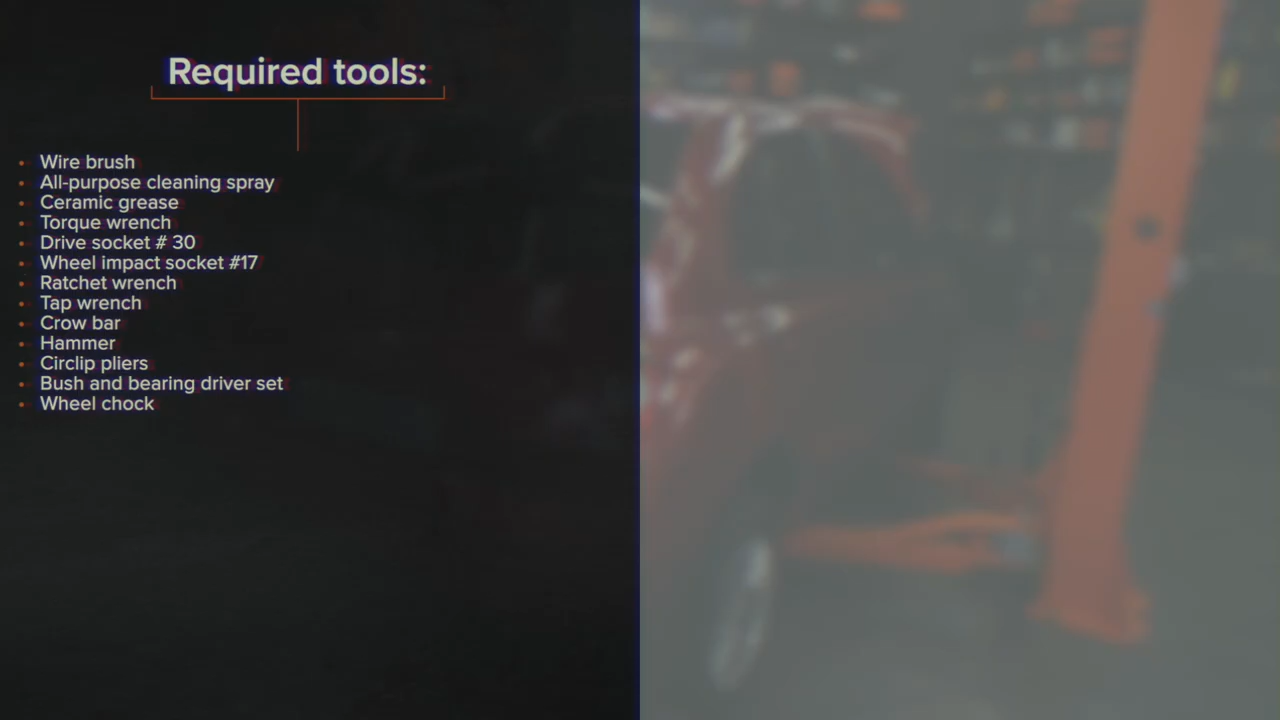 Required tools:
Wire brush
All-purpose cleaning spray
Ceramic grease
Torque wrench
Drive socket # 30
Wheel impact socket #17
Ratchet wrench
Tap wrench
Crow bar
Hammer
Circlip pliers
Bush and bearing driver set
Wheel chock